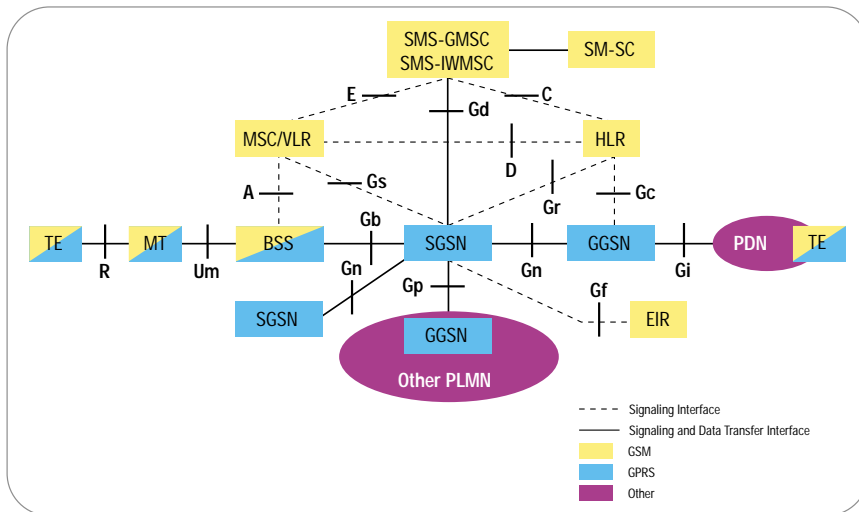 SMS-GMSC
SMS-IWMSC
SM-SC
E
Gd
C
MSC/VLR
HLR
D
A
Gs
Gr
Gc
TE
R
MT
Um
BSS
Gb
SGSN
Gn
GGSN
Gi
PDN
TE
Gn
SGSN
Gp
GGSN
Other PLMN
Gf
EIR
Signaling Interface
Signaling and Data Transfer Interface
GSM
GPRS
Other